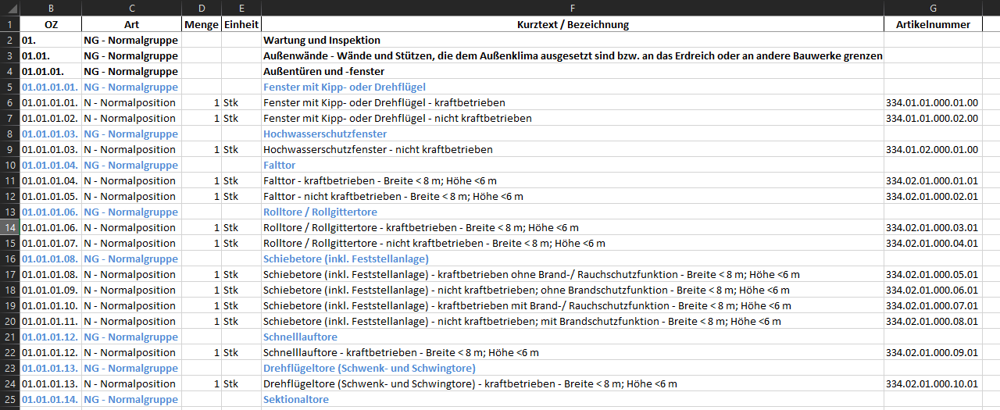 B C D E F G
1 OZ Art Menge Einheit Kurztext / Bezeichnung Artikelnummer
2 01. NG - Normalgruppe Wartung und Inspektion
3 01.01. NG - Normalgruppe Außenwände - Wände und Stützen, die dem Außenklima ausgesetzt sind bzw. an das Erdreich oder an andere Bauwerke grenzen
4 01.01.01. NG - Normalgruppe Außentüren und -fenster
5 01.01.01.01. NG - Normalgruppe Fenster mit Kipp- oder Drehflügel
6 01.01.01.01. N - Normalposition 1 Stk Fenster mit Kipp- oder Drehflügel - kraftbetrieben 334.01.01.000.01.00
7 01.01.01.02. N - Normalposition 1 Stk Fenster mit Kipp- oder Drehflügel - nicht kraftbetrieben 334.01.01.000.02.00
8 01.01.01.03. NG - Normalgruppe Hochwasserschutzfenster
9 01.01.01.03. N - Normalposition 1 Stk Hochwasserschutzfenster - nicht kraftbetrieben 334.01.02.000.01.00
10 01.01.01.04. NG - Normalgruppe Falttor
11 01.01.01.04. N - Normalposition 1 Stk Falttor - kraftbetrieben - Breite < 8 m; Höhe <6 m 334.02.01.000.01.01
12 01.01.01.05. N - Normalposition 1 Stk Falttor - nicht kraftbetrieben - Breite < 8 m; Höhe <6 m 334.02.01.000.02.01
13 01.01.01.06. NG - Normalgruppe Rolltore / Rollgittertore
14 01.01.01.06. N - Normalposition 1 Stk Rolltore / Rollgittertore - kraftbetrieben - Breite < 8 m; Höhe <6 m 334.02.01.000.03.01
15 01.01.01.07. N - Normalposition 1 Stk Rolltore / Rollgittertore - nicht kraftbetrieben - Breite < 8 m; Höhe <6 m 334.02.01.000.04.01
16 01.01.01.08. NG - Normalgruppe Schiebetore (inkl. Feststellanlage)
17 01.01.01.08. N - Normalposition 1 Stk Schiebetore (inkl. Feststellanlage) - kraftbetrieben ohne Brand-/ Rauchschutzfunktion - Breite < 8 m; Höhe <6 m 334.02.01.000.05.01
18 01.01.01.09. N - Normalposition 1 Stk Schiebetore (inkl. Feststellanlage) - nicht kraftbetrieben; ohne Brandschutzfunktion - Breite < 8 m; Höhe <6 m 334.02.01.000.06.01
19 01.01.01.10. N - Normalposition 1 Stk Schiebetore (inkl. Feststellanlage) - kraftbetrieben mit Brand-/ Rauchschutzfunktion - Breite < 8 m; Höhe <6 m 334.02.01.000.07.01
20 01.01.01.11. N - Normalposition 1 Stk Schiebetore (inkl. Feststellanlage) - nicht kraftbetrieben; mit Brandschutzfunktion - Breite < 8 m; Höhe <6 m 334.02.01.000.08.01
21 01.01.01.12. NG - Normalgruppe Schnelllauftore
22 01.01.01.12. N - Normalposition 1 Stk Schnelllauftore - kraftbetrieben - Breite < 8 m; Höhe <6 m 334.02.01.000.09.01
23 01.01.01.13. NG - Normalgruppe Drehflügeltore (Schwenk- und Schwingtore)
24 01.01.01.13. N - Normalposition 1 Stk Drehflügeltore (Schwenk- und Schwingtore) - kraftbetrieben - Breite < 8 m; Höhe <6 m 334.02.01.000.10.01
25 01.01.01.14. NG - Normalgruppe Sektionaltore